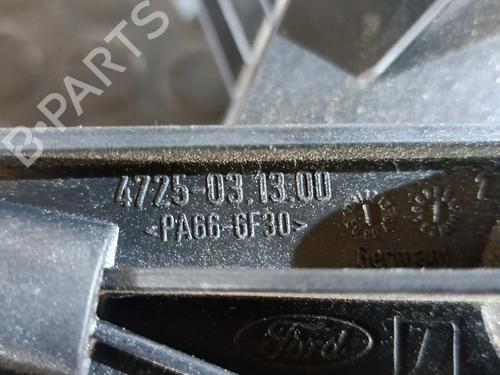 B-PARTS
4725 03.13.00
>PA66-GF30<
Germany
Ford